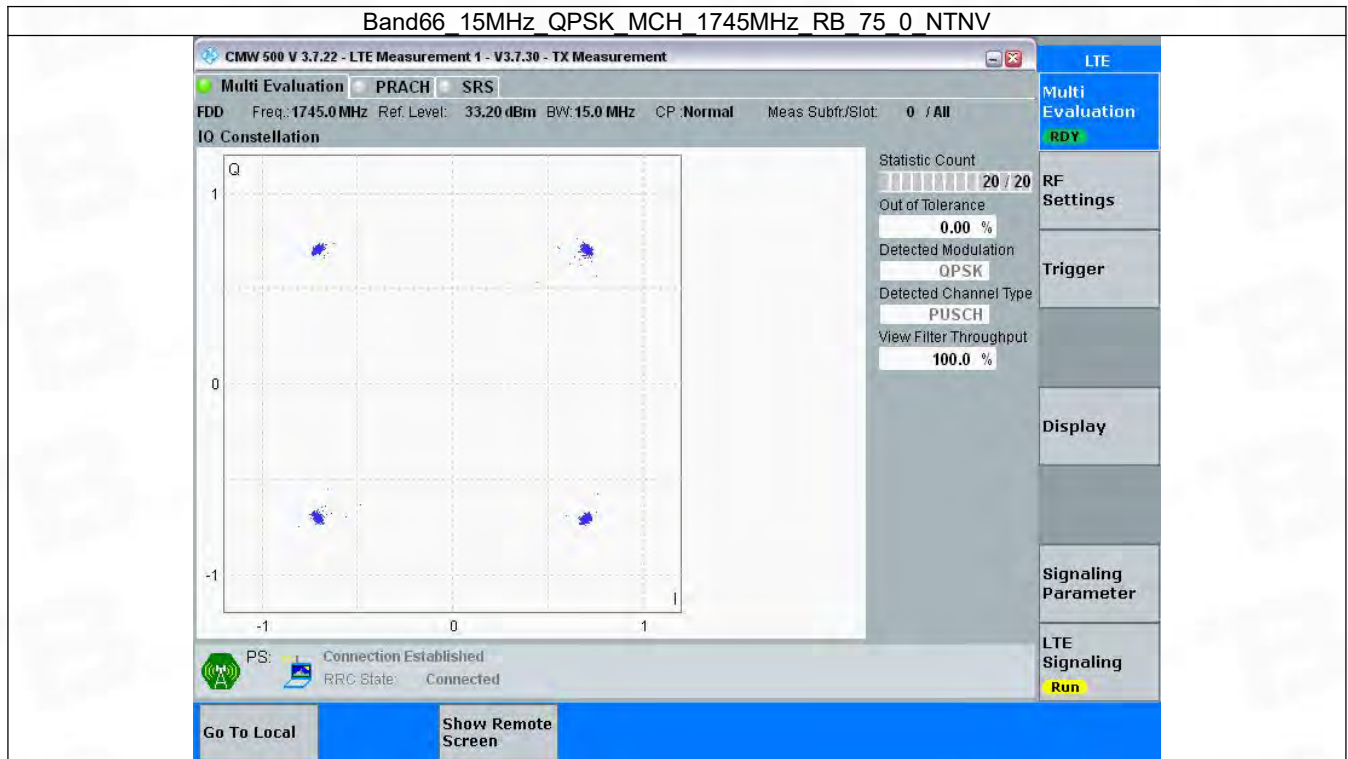 Band66_15MHz_QPSK_MCH_1745MHz_RB_75_0_NTNV
CMW 500 V 3.7.22 - LTE Measurement 1 - V3.7.30 - TX Measurement
LTE
Multi Evaluation PRACH SRS
FDD Freq.: 1745.0 MHz Ref. Level: 33.20 dBm BW: 15.0 MHz CP : Normal Meas Subfr./Slot: 0 / All
IQ Constellation
Multi
Evaluation
RDY
Q
1
0
-1
I
-1 0 1
Statistic Count
20 / 20
Out of Tolerance
0.00 %
Detected Modulation
QPSK
Detected Channel Type
PUSCH
View Filter Throughput
100.0 %
RF
Settings
Trigger
Display
Signaling
Parameter
LTE
Signaling
Run
PS: Connection Established
RRC State: Connected
Go To Local
Show Remote
Screen